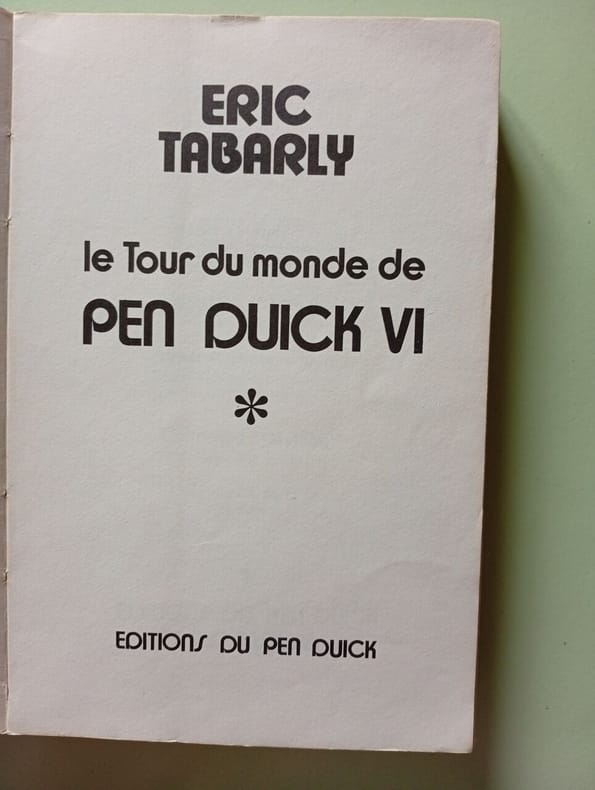 ERIC
TABARLY
le Tour du monde de
PEN DUICK VI
*
EDITIONS DU PEN DUICK